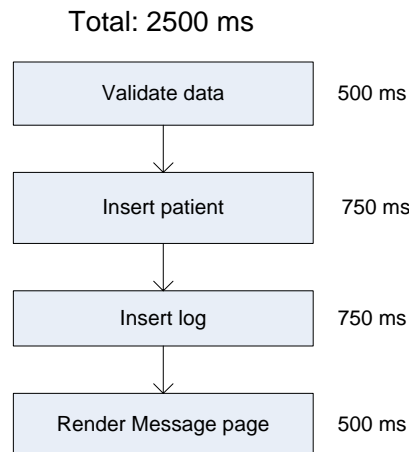 Total: 2500 ms
Validate data 500 ms
Insert patient 750 ms
Insert log 750 ms
Render Message page 500 ms